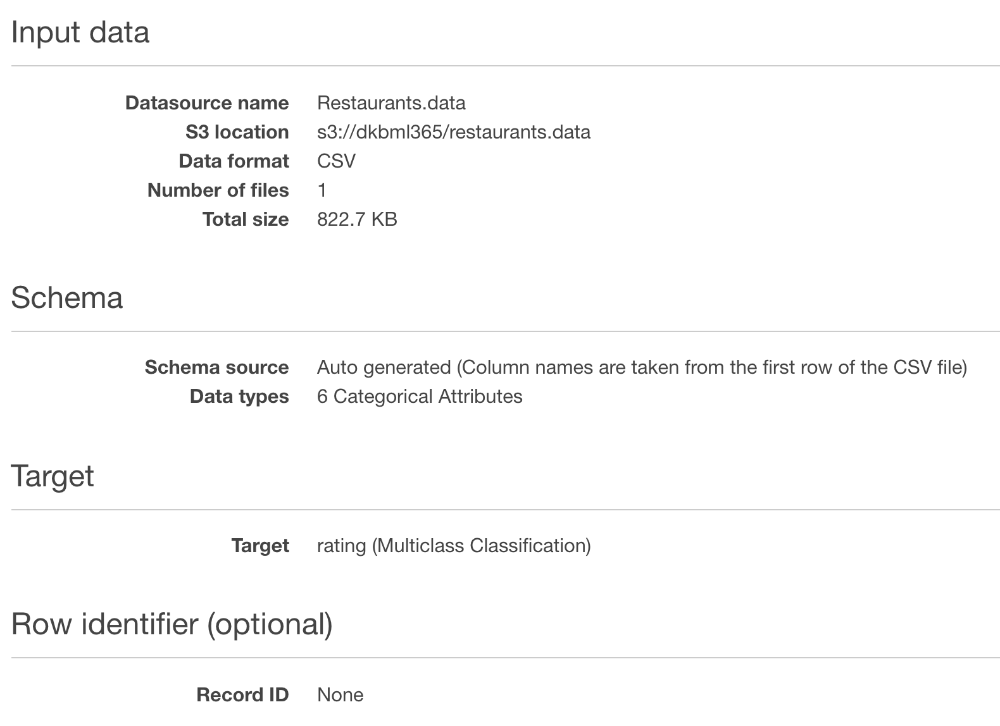 Input data
Datasource name Restaurants.data
S3 location s3://dkbml365/restaurants.data
Data format CSV
Number of files 1
Total size 822.7 KB
Schema
Schema source Auto generated (Column names are taken from the first row of the CSV file)
Data types 6 Categorical Attributes
Target
Target rating (Multiclass Classification)
Row identifier (optional)
Record ID None